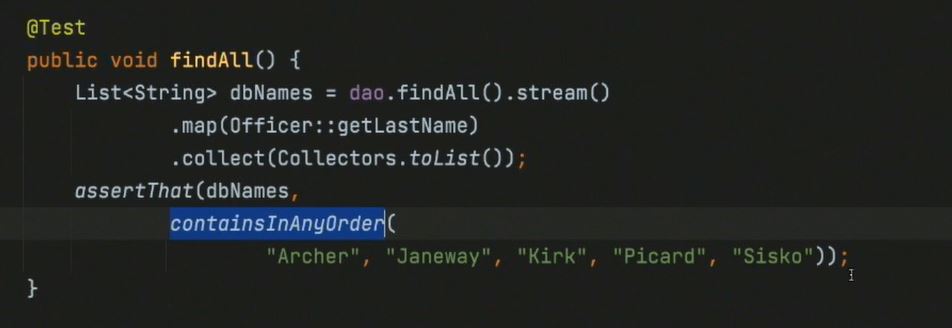 @Test
public void findAll() {
List<String> dbNames = dao.findAll().stream()
.map(Officer::getLastName)
.collect(Collectors.toList());
assertThat(dbNames,
containsInAnyOrder(
"Archer", "Janeway", "Kirk", "Picard", "Sisko"));
}